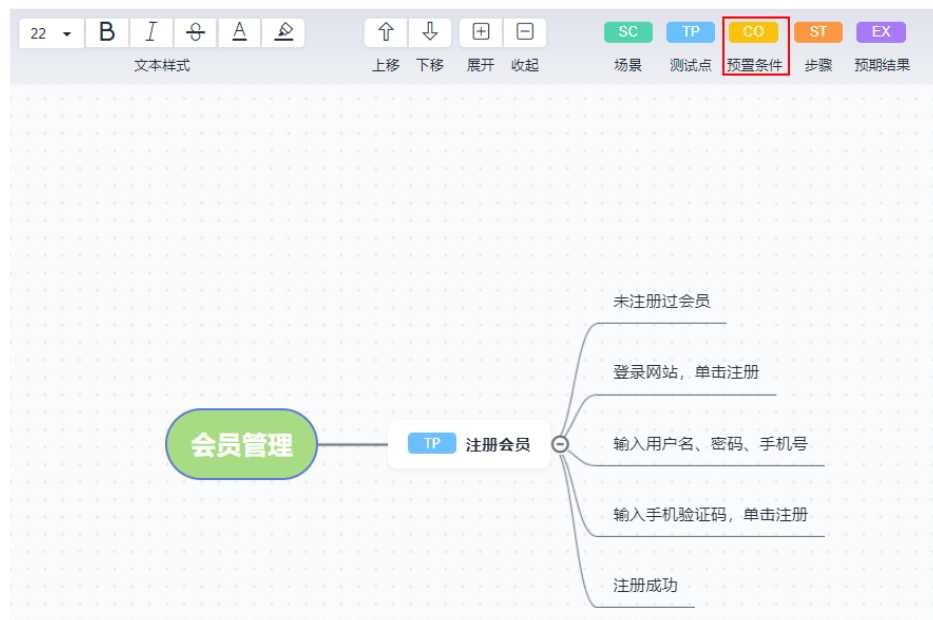 22 B I S A
SC TP CO ST EX
文本样式 上移 下移 展开 收起 场景 测试点 预置条件 步骤 预期结果
未注册过会员
登录网站，单击注册
会员管理 TP 注册会员 输入用户名、密码、手机号
输入手机验证码，单击注册
注册成功